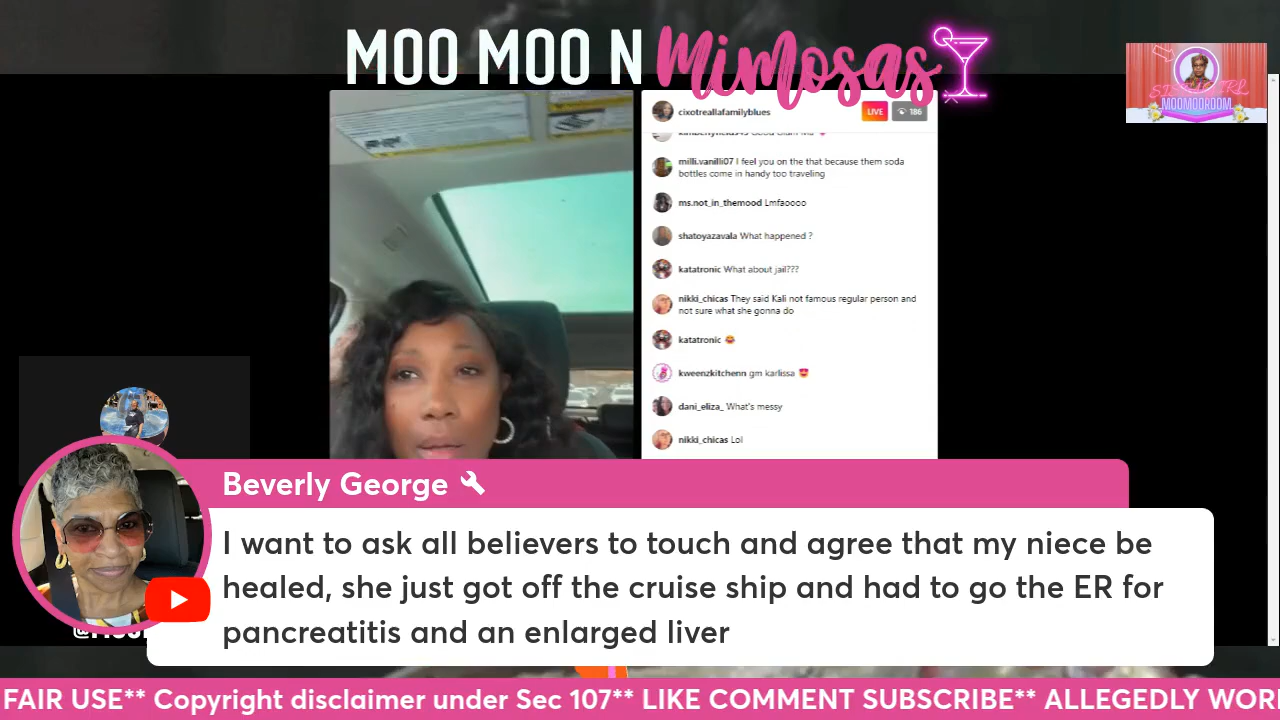 MOO MOO N Mimosas
MOOMOOROOM
cixotreallafamilyblues
LIVE
186
milli.vanilli07 I feel you on the that because them soda
bottles come in handy too traveling
ms.not_in_themood Lmfaoooo
shatoyazavala What happened ?
katatronic What about jail???
nikki_chicas They said Kali not famous regular person and
not sure what she gonna do
katatronic 😂
kweenzkitchenn gm karlissa 😍
dani_eliza_ What's messy
nikki_chicas Lol
Beverly George
I want to ask all believers to touch and agree that my niece be
healed, she just got off the cruise ship and had to go the ER for
pancreatitis and an enlarged liver
FAIR USE** Copyright disclaimer under Sec 107** LIKE COMMENT SUBSCRIBE** ALLEGEDLY